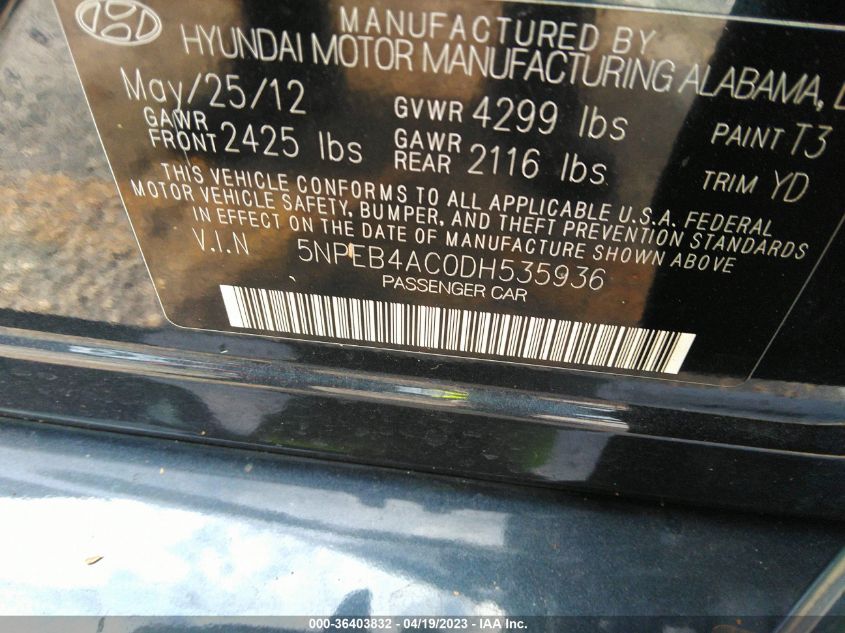 MANUFACTURED BY
HYUNDAI MOTOR MANUFACTURING ALABAMA,
May/25/12 GVWR 4299 lbs PAINT T3
GAWR FRONT 2425 lbs GAWR REAR 2116 lbs TRIM YD
THIS VEHICLE CONFORMS TO ALL APPLICABLE U.S.A. FEDERAL
MOTOR VEHICLE SAFETY, BUMPER, AND THEFT PREVENTION STANDARDS
IN EFFECT ON THE DATE OF MANUFACTURE SHOWN ABOVE
V.I.N 5NPEB4AC0DH535936
PASSENGER CAR
000-36403832 - 04/19/2023 - IAA Inc.